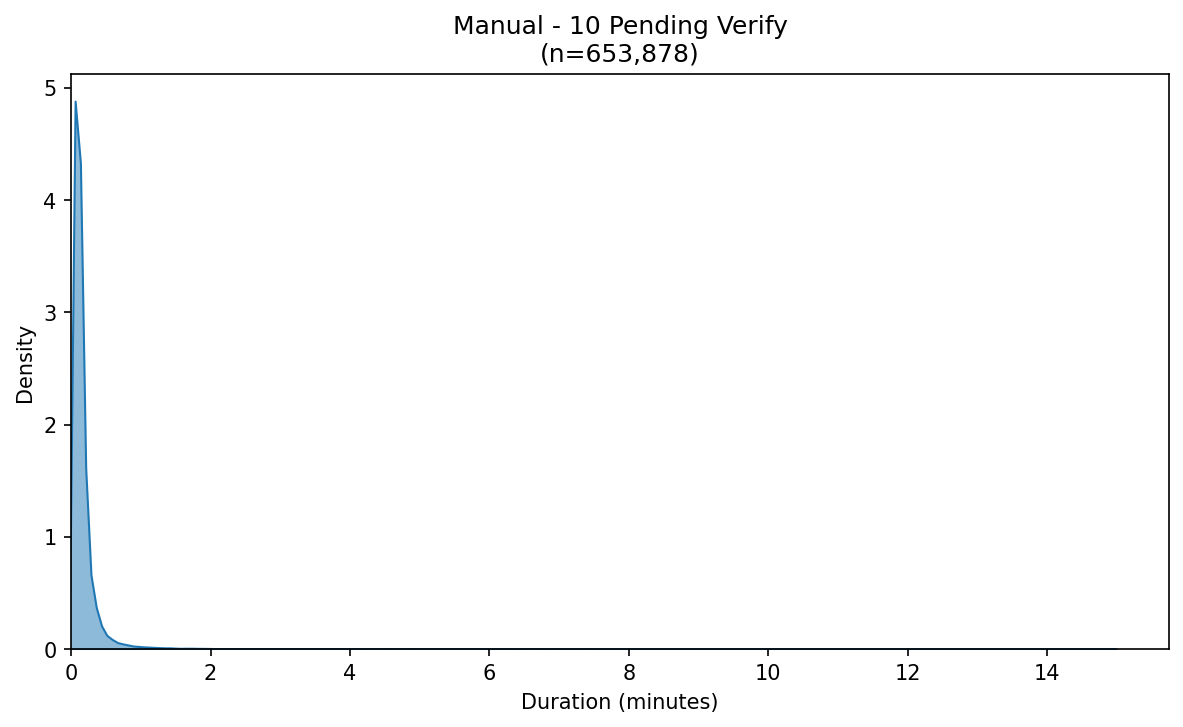 Manual - 10 Pending Verify
(n=653,878)
5
4
3
2
1
0
Density
0 2 4 6 8 10 12 14
Duration (minutes)